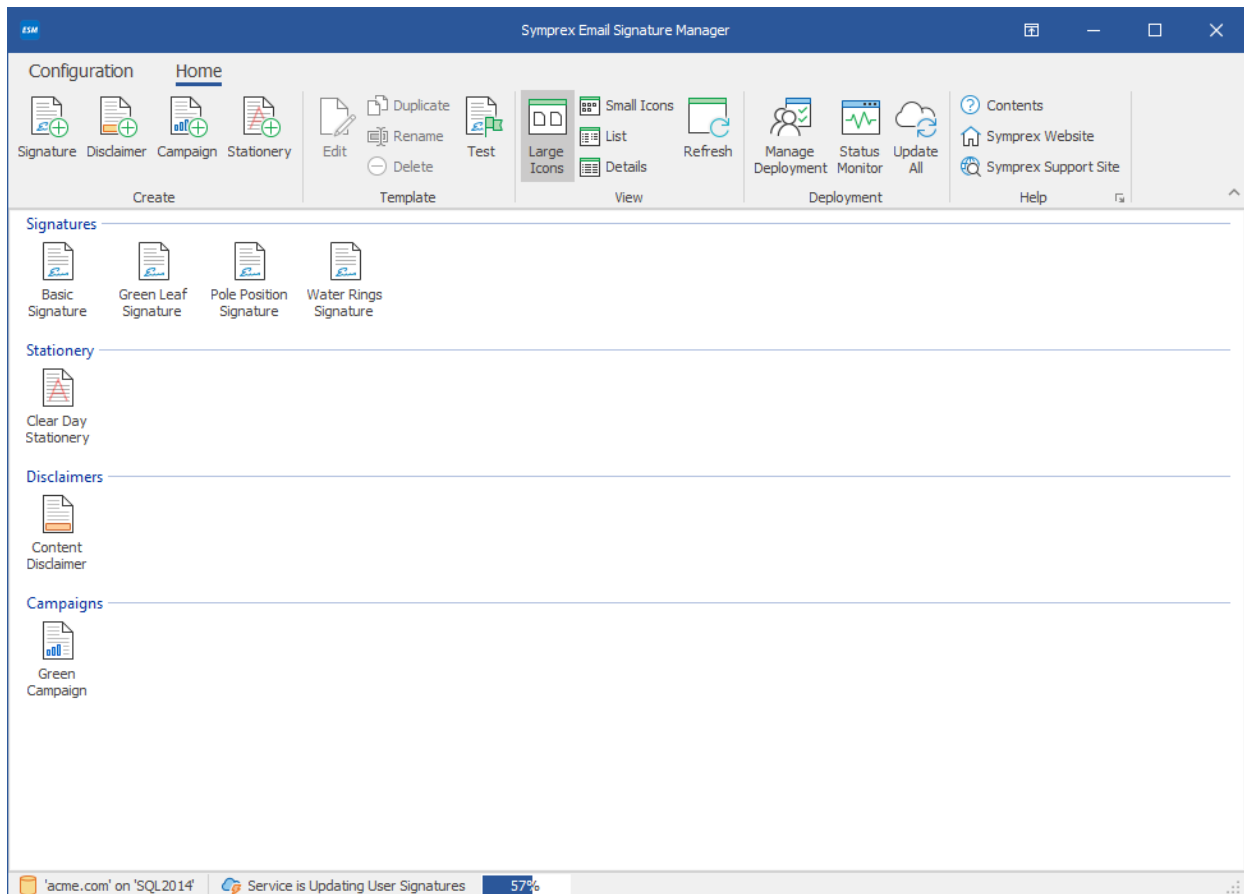 ESM
Symprex Email Signature Manager
Configuration Home
Signature Disclaimer Campaign Stationery
Create
Edit
Duplicate
Rename
Delete
Test
Template
Large
Icons
Small Icons
List
Details
Refresh
View
Manage
Deployment
Status
Monitor
Update
All
Deployment
Contents
Symprex Website
Symprex Support Site
Help
Signatures
Basic
Signature
Green Leaf
Signature
Pole Position
Signature
Water Rings
Signature
Stationery
Clear Day
Stationery
Disclaimers
Content
Disclaimer
Campaigns
Green
Campaign
'acme.com' on 'SQL2014' Service is Updating User Signatures 57%